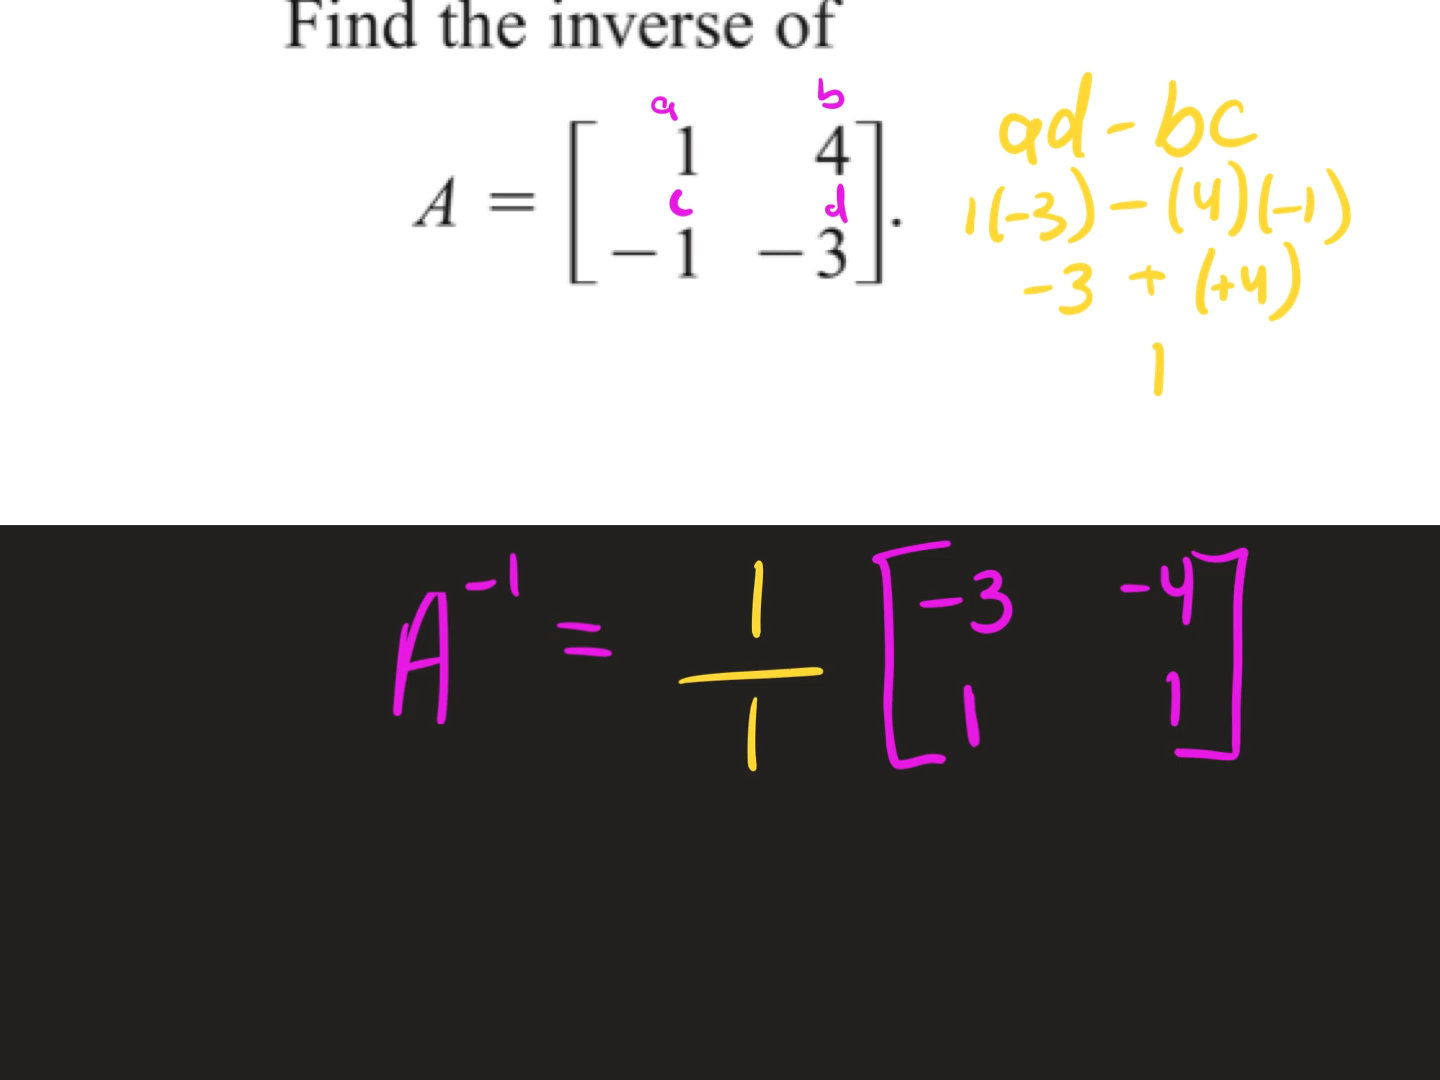 Find the inverse of
a b
1 4
A = [ ].
c d
-1 -3
ad - bc
1(-3) - (4)(-1)
-3 + (+4)
1
A⁻¹ = 1/1 [-3 -4
1 1]